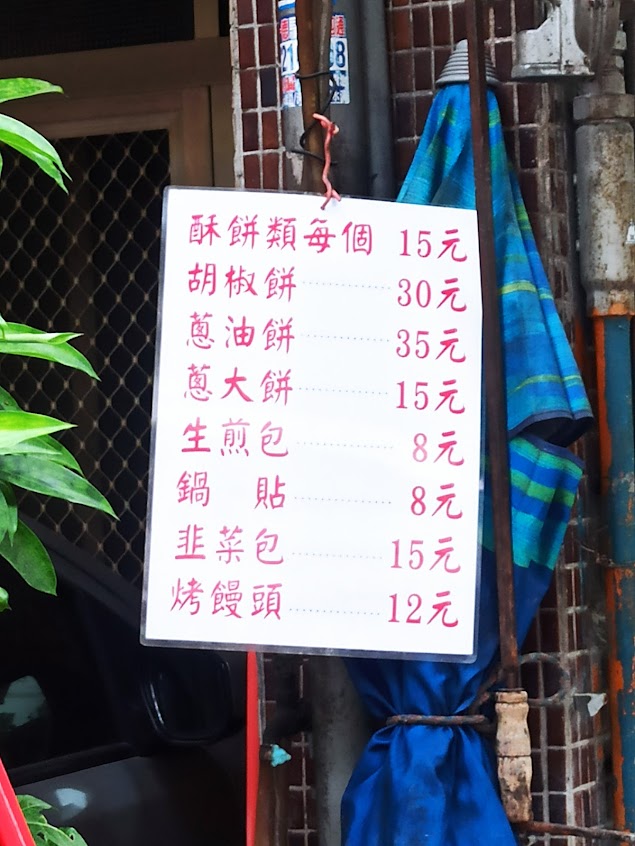 酥餅類每個 15元
胡椒餅………30元
蔥油餅………35元
蔥大餅………15元
生煎包………8元
鍋 貼………8元
韭菜包………15元
烤饅頭………12元